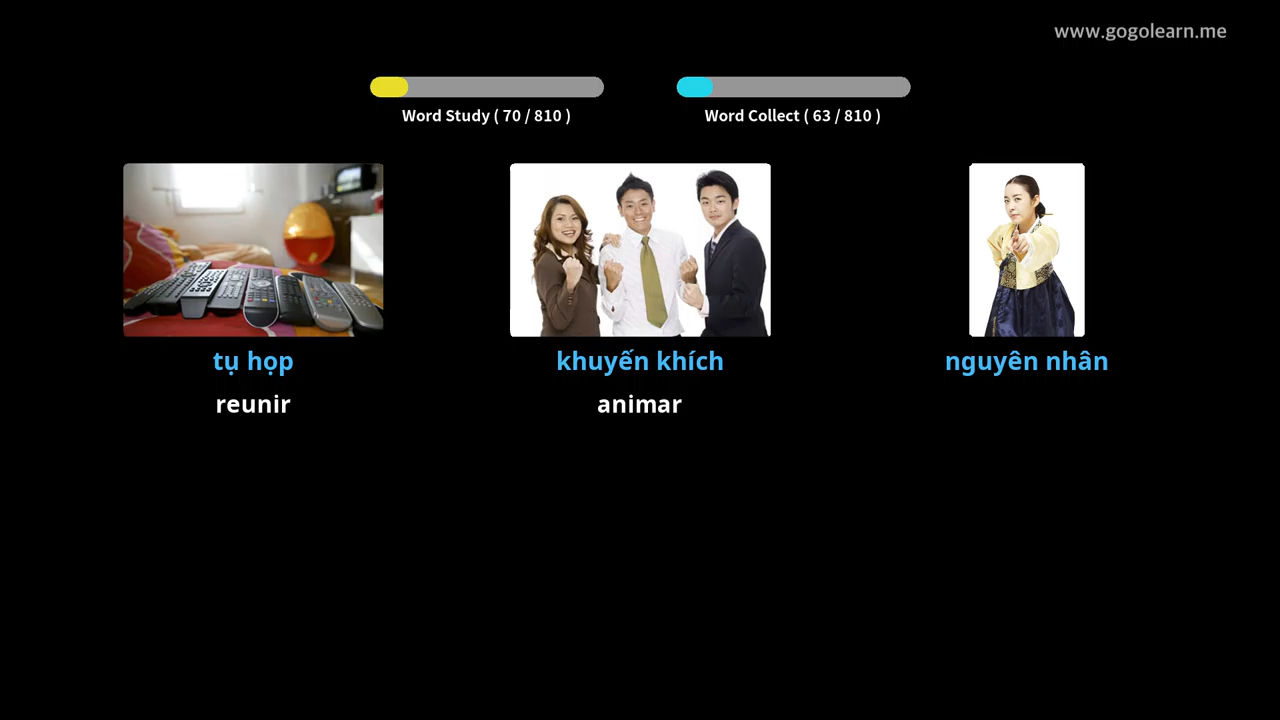 www.gogolearn.me
Word Study ( 70 / 810 )
Word Collect ( 63 / 810 )
tụ họp
khuyến khích
nguyên nhân
reunir
animar